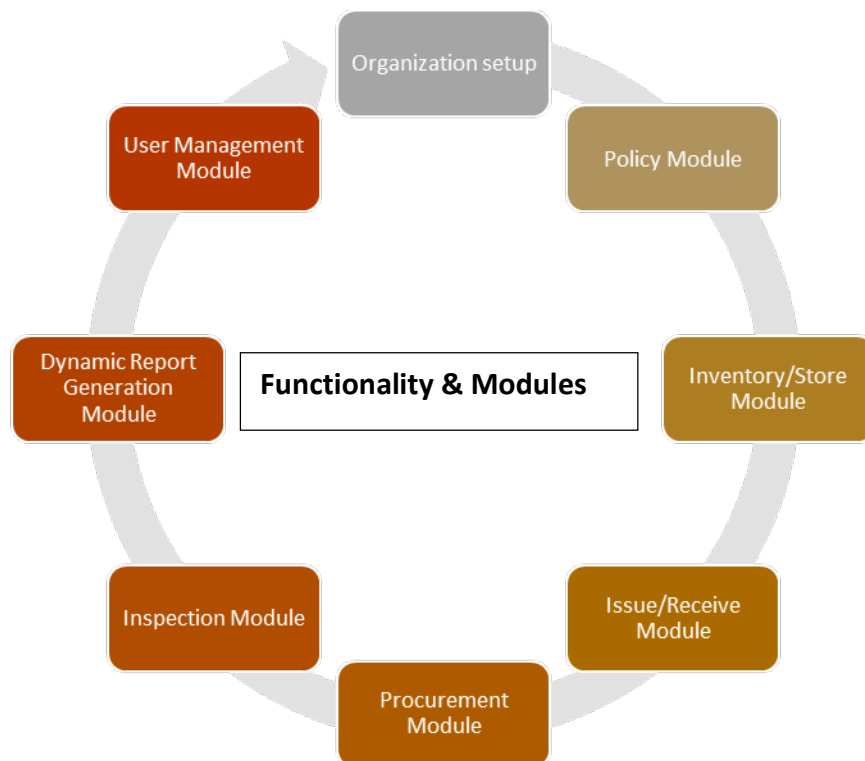 Organization setup
Policy Module
Inventory/Store
Module
Issue/Receive
Module
Procurement
Module
Inspection Module
Dynamic Report
Generation
Module
User Management
Module
Functionality & Modules